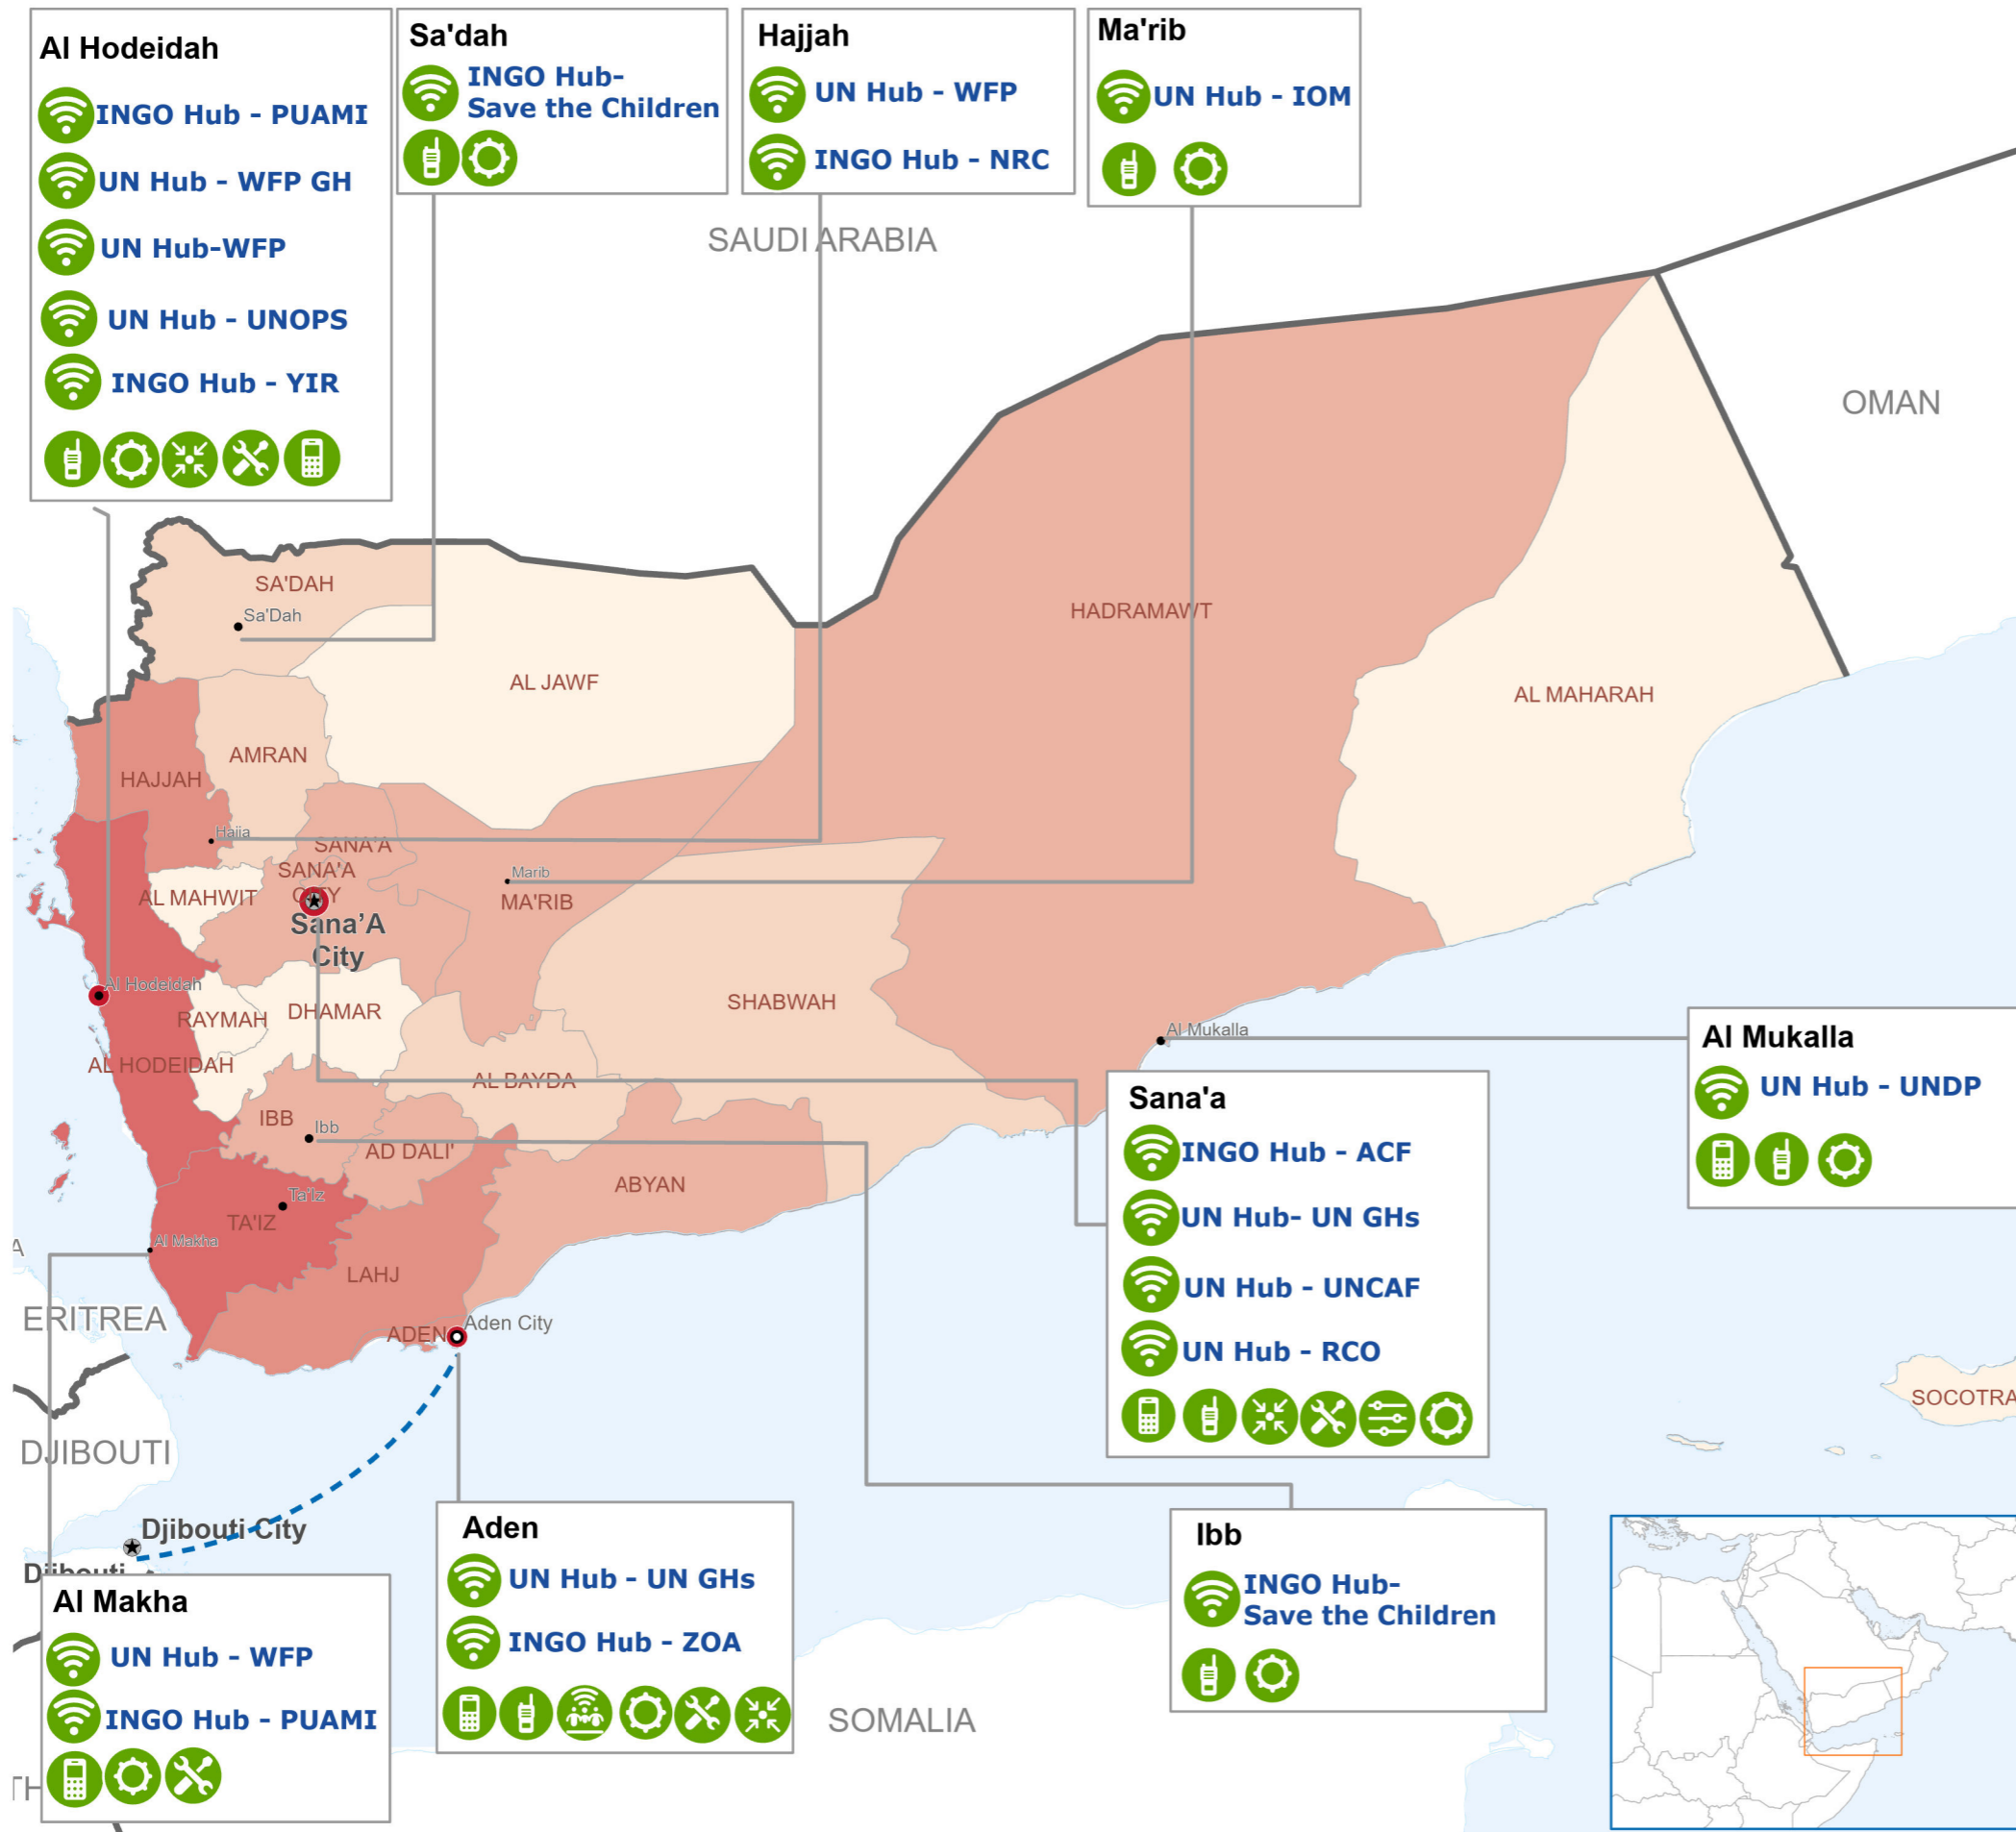 Al Hodeidah
INGO Hub - PUAMI
UN Hub - WFP GH
UN Hub-WFP
UN Hub - UNOPS
INGO Hub - YIR
Sa'dah
INGO Hub-
Save the Children
Hajjah
UN Hub - WFP
INGO Hub - NRC
Ma'rib
UN Hub - IOM
SAUDI ARABIA
OMAN
SA'DAH
Sa'Dah
HADRAMAWT
AL JAWF
AL MAHARAH
AMRAN
HAJJAH
Hajja
SANA'A
SANA'A
CITY
Marib
MA'RIB
AL MAHWIT
Sana'A
City
Al Hodeidah
RAYMAH
DHAMAR
SHABWAH
AL HODEIDAH
AL BAYDA
Al Mukalla
IBB
Ibb
AD DALI'
ABYAN
Ta'Iz
TA'IZ
Al Makha
LAHJ
ADEN
Aden City
A
ERITREA
DJIBOUTI
Djibouti City
Djibouti
SOCOTRA
SOMALIA
TH
Al Mukalla
UN Hub - UNDP
Sana'a
INGO Hub - ACF
UN Hub- UN GHs
UN Hub - UNCAF
UN Hub - RCO
Aden
UN Hub - UN GHs
INGO Hub - ZOA
Ibb
INGO Hub-
Save the Children
Al Makha
UN Hub - WFP
INGO Hub - PUAMI